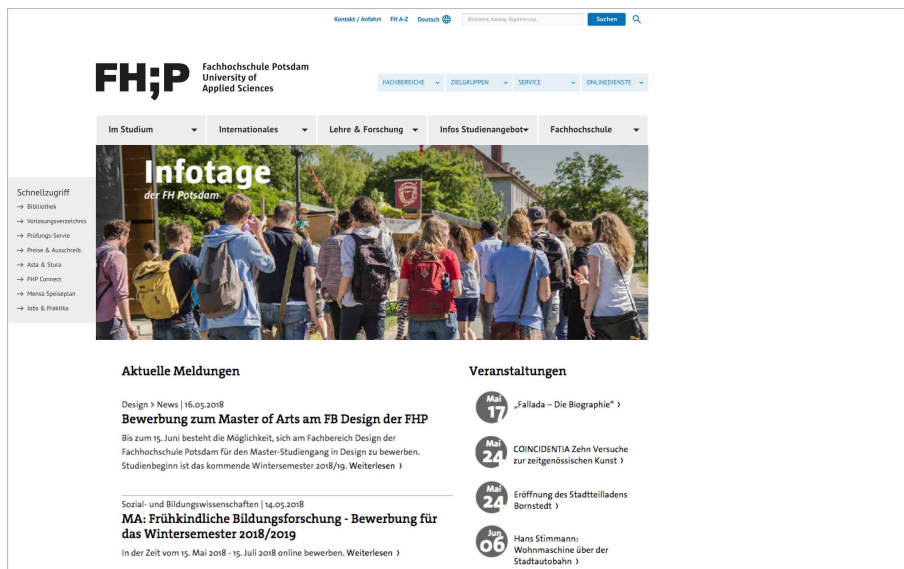 Kontakt / Anfahrt FH A-Z Deutsch Bibliothek, Katalog, Registrierung... Suchen
FH;P
Fachhochschule Potsdam
University of
Applied Sciences
FACHBEREICHE ZIELGRUPPEN SERVICE ONLINEDIENSTE
Im Studium Internationales Lehre & Forschung Infos Studienangebot Fachhochschule
Infotage
der FH Potsdam
Schnellzugriff
→ Bibiliothek
→ Vorlesungsverzeichnis
→ Prüfungs-Servie
→ Preise & Ausschreib.
→ Asta & Stura
→ FHP Connect
→ Mensa Speiseplan
→ Jobs & Praktika
Aktuelle Meldungen
Design > News | 16.05.2018
Bewerbung zum Master of Arts am FB Design der FHP
Bis zum 15. Juni besteht die Möglichkeit, sich am Fachbereich Design der
Fachhochschule Potsdam für den Master-Studiengang in Design zu bewerben.
Studienbeginn ist das kommende Wintersemester 2018/19. Weiterlesen ›
Sozial- und Bildungswissenschaften | 14.05.2018
MA: Frühkindliche Bildungsforschung - Bewerbung für
das Wintersemester 2018/2019
In der Zeit vom 15. Mai 2018 - 15. Juli 2018 online bewerben. Weiterlesen ›
Veranstaltungen
Mai
17
„Fallada – Die Biographie“ ›
Mai
24
COINCIDENTIA Zehn Versuche
zur zeitgenössischen Kunst ›
Mai
24
Eröffnung des Stadtteilladens
Bornstedt ›
Jun
06
Hans Stimmann:
Wohnmaschine über der
Stadtautobahn ›